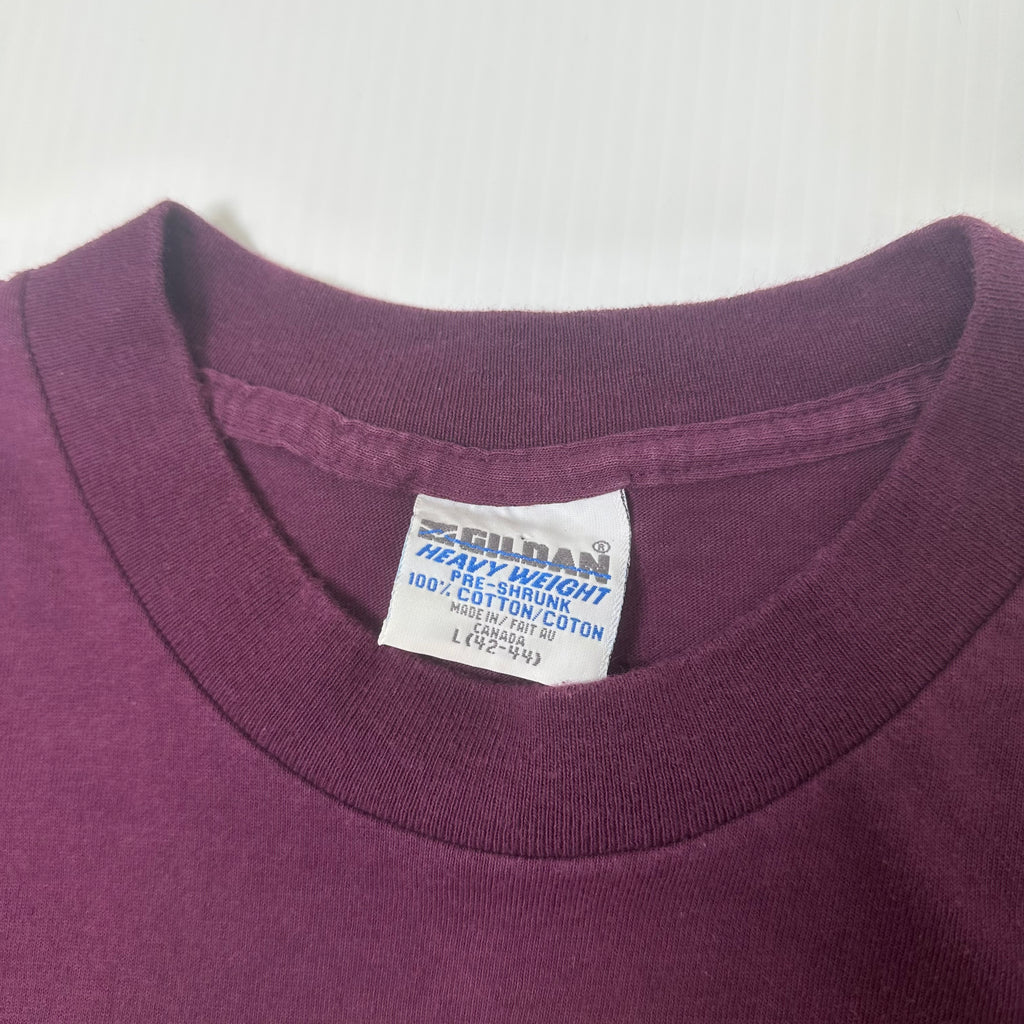 GILDAN®
HEAVY WEIGHT
PRE-SHRUNK
100% COTTON/COTON
MADE IN/FAIT AU
CANADA
L (42-44)